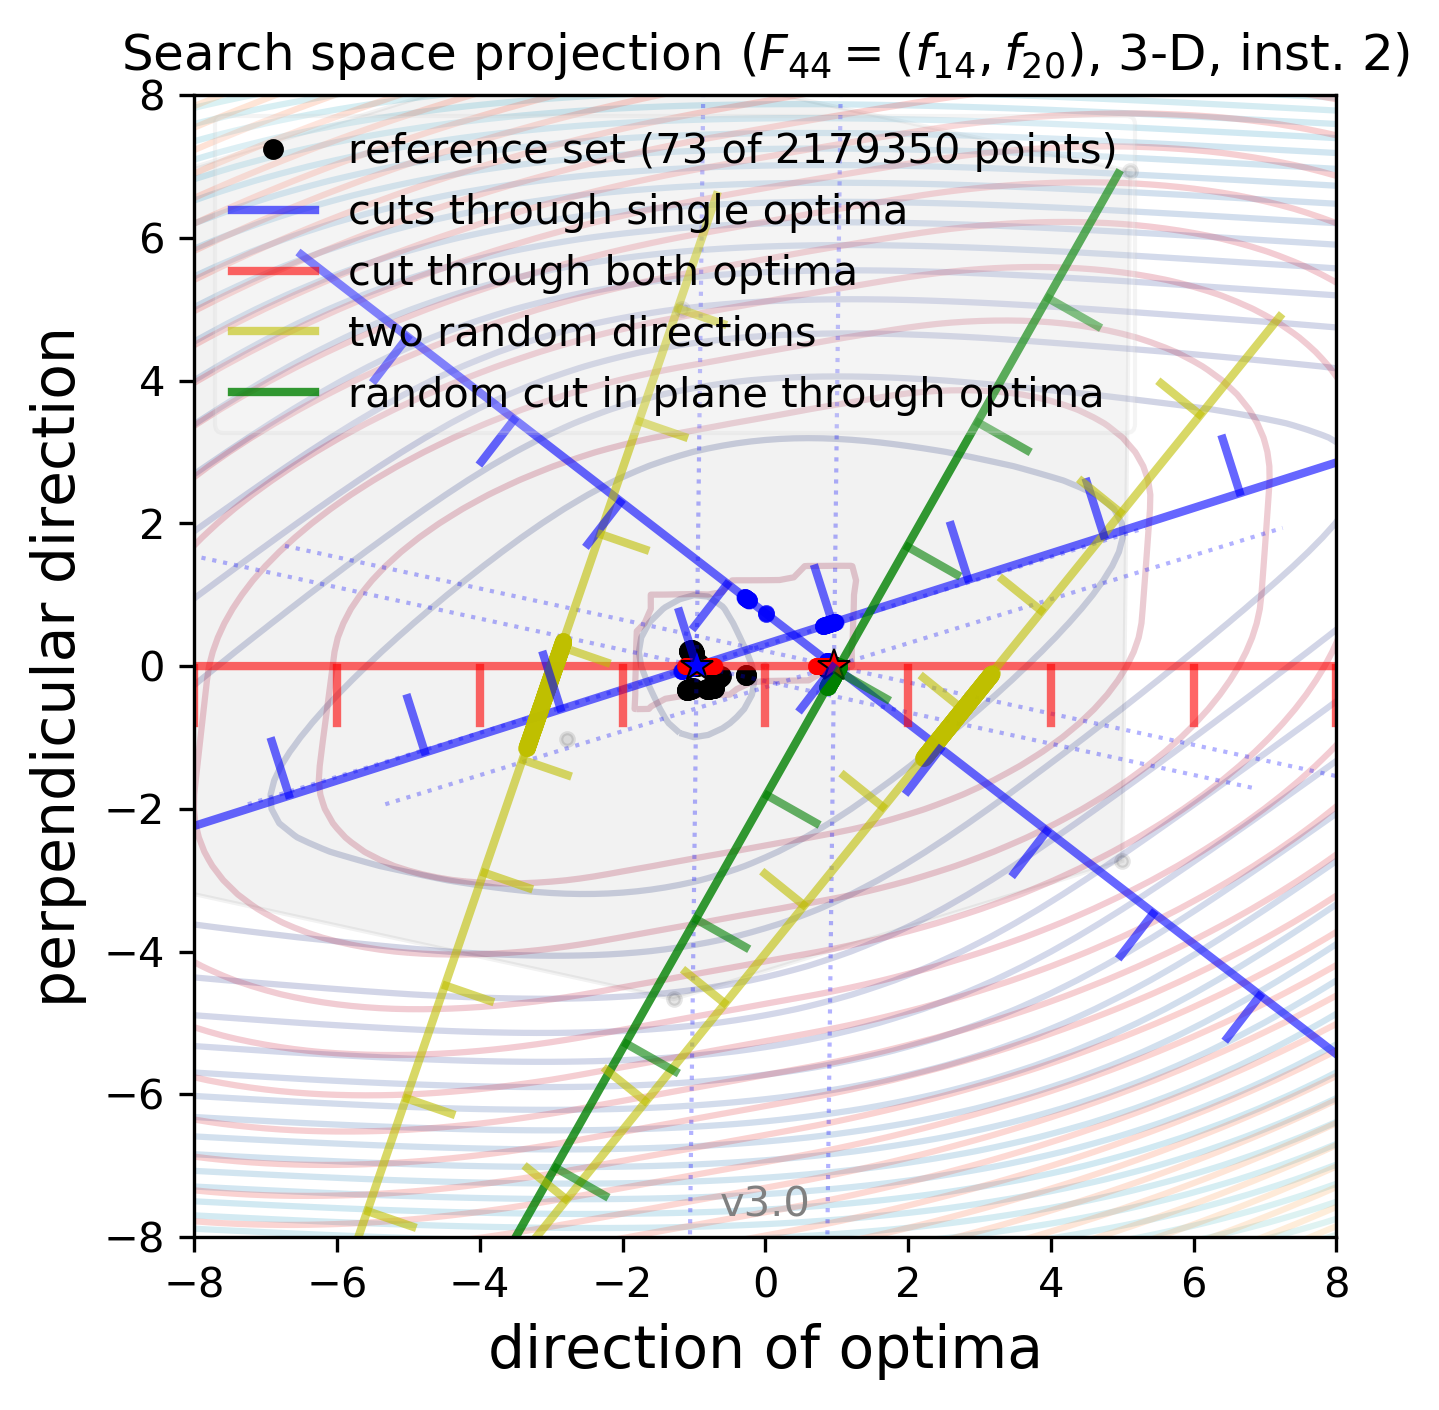 Search space projection (F₄₄ = (f₁₄, f₂₀), 3-D, inst. 2)
reference set (73 of 2179350 points)
cuts through single optima
cut through both optima
two random directions
random cut in plane through optima
8
6
4
2
0
−2
−4
−6
−8
perpendicular direction
v3.0
−8 −6 −4 −2 0 2 4 6 8
direction of optima